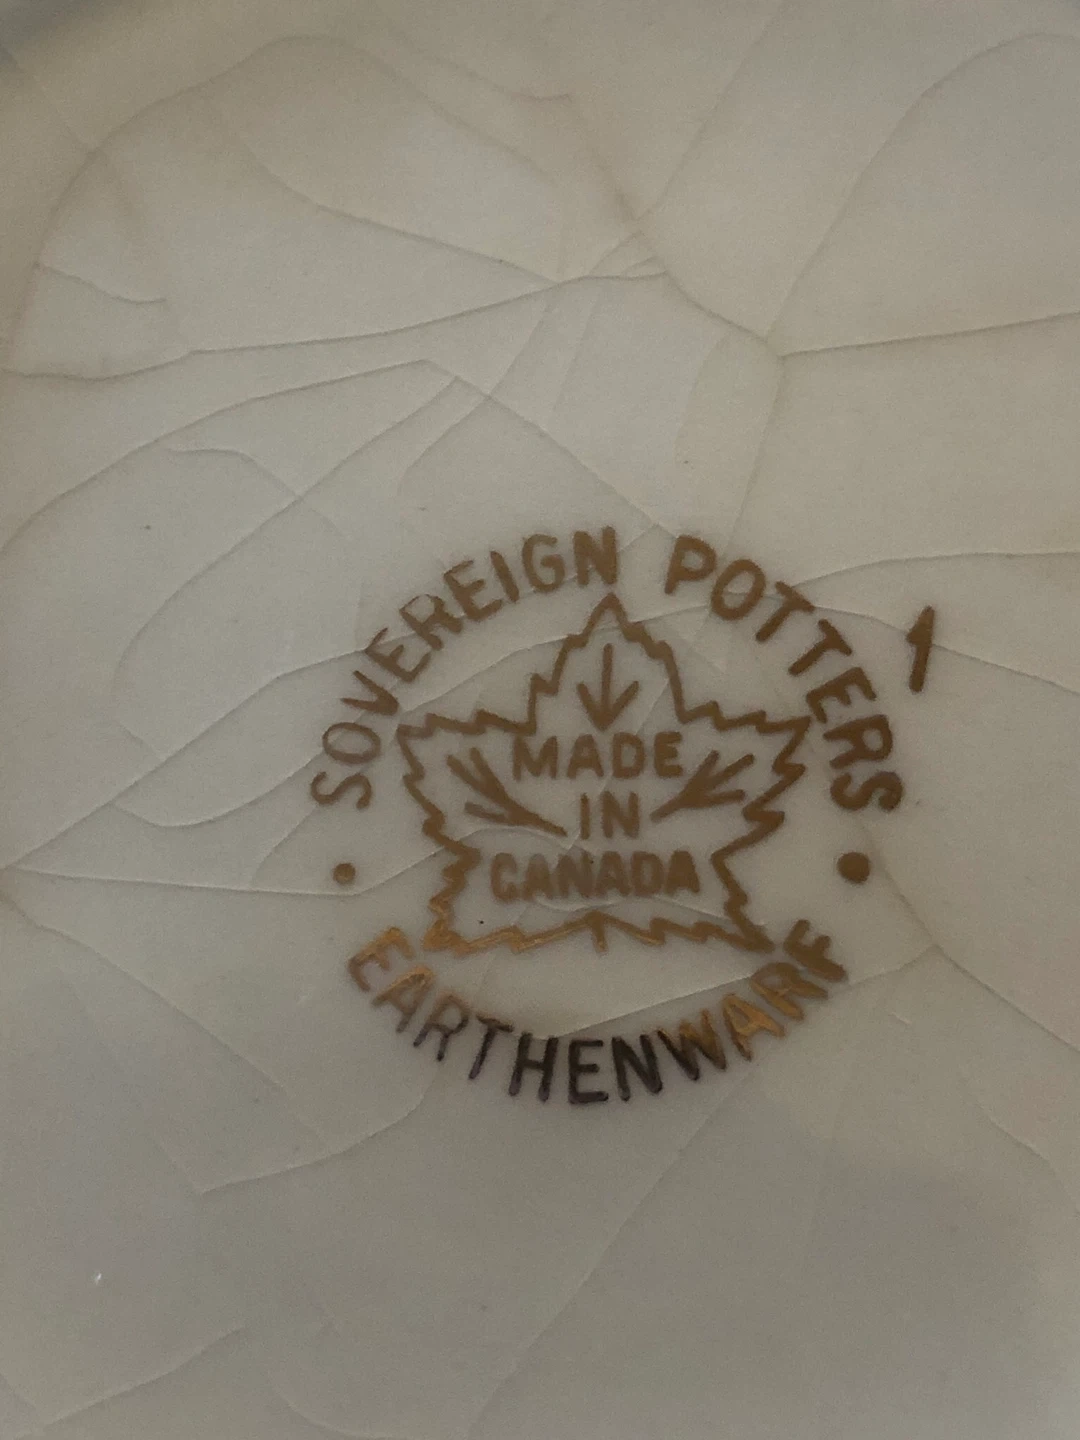 SOVEREIGN POTTERS
1
MADE
IN
CANADA
EARTHENWARE